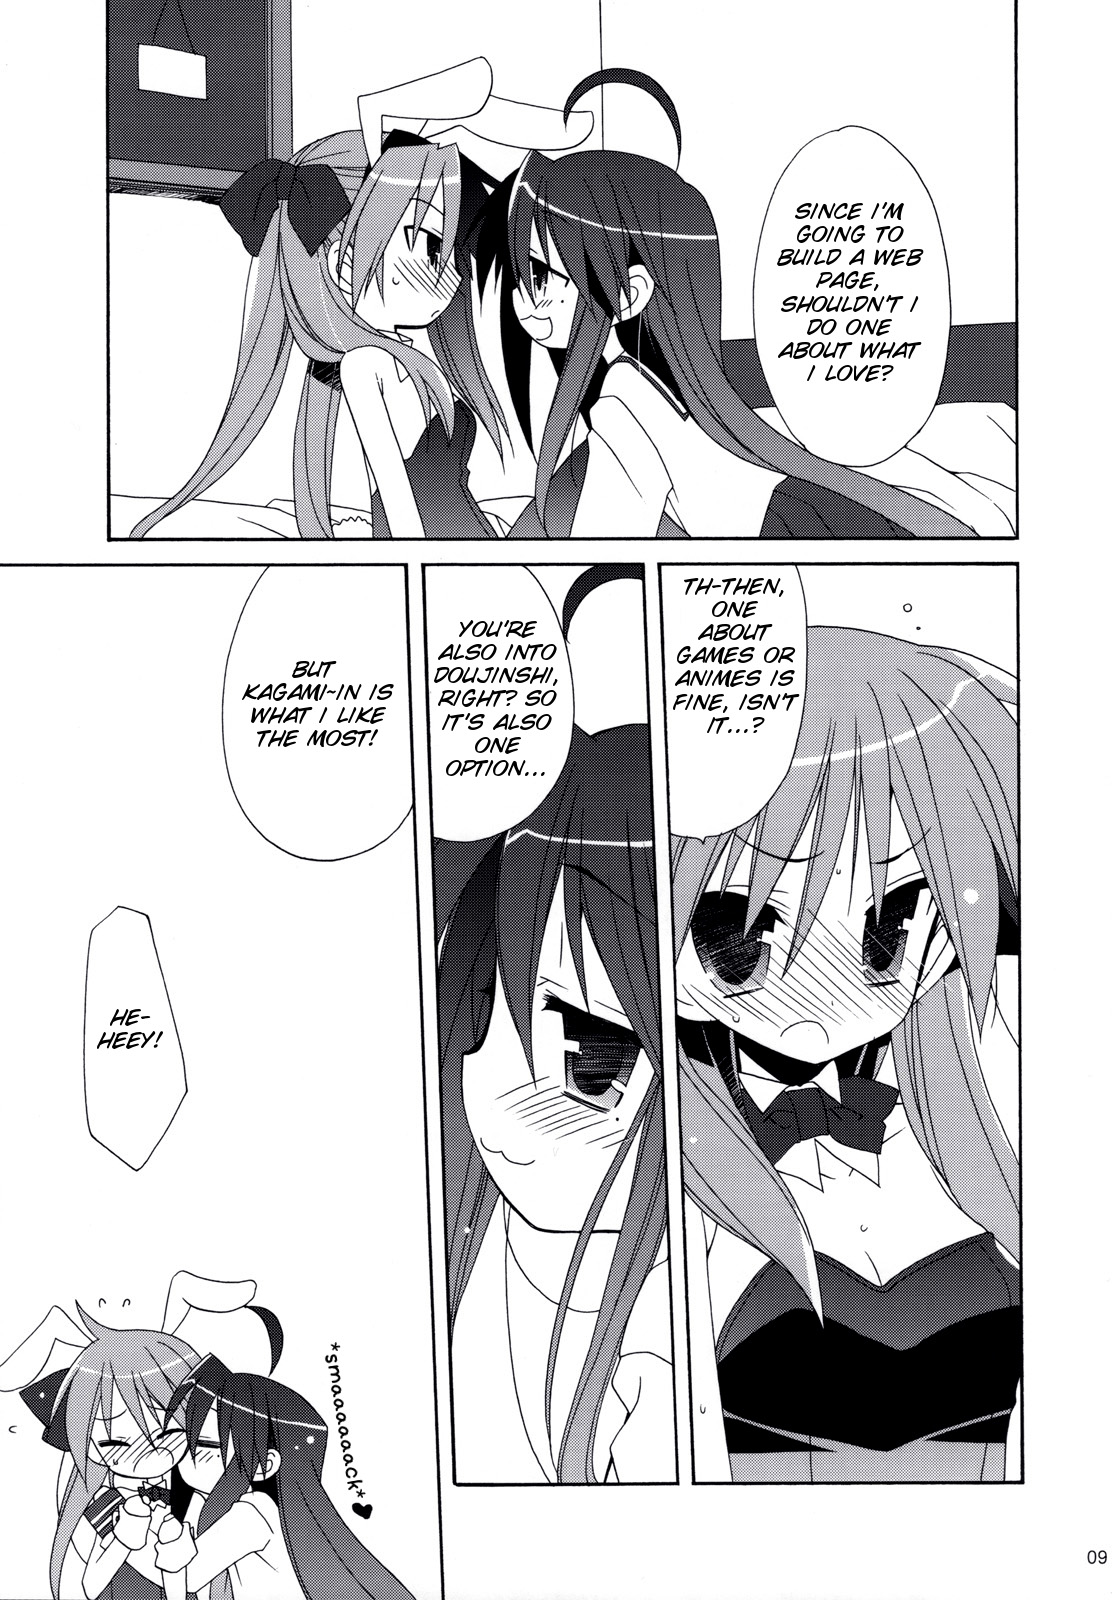 SINCE I'M
GOING TO
BUILD A WEB
PAGE,
SHOULDN'T I
DO ONE
ABOUT WHAT
I LOVE?
TH-THEN,
ONE
ABOUT
GAMES OR
ANIMES IS
FINE, ISN'T
IT...?
YOU'RE
ALSO INTO
DOUJINSHI,
RIGHT? SO
IT'S ALSO
ONE
OPTION...
BUT
KAGAMI~IN IS
WHAT I LIKE
THE MOST!
HE-
HEEY!
*smaaaaaack*
09